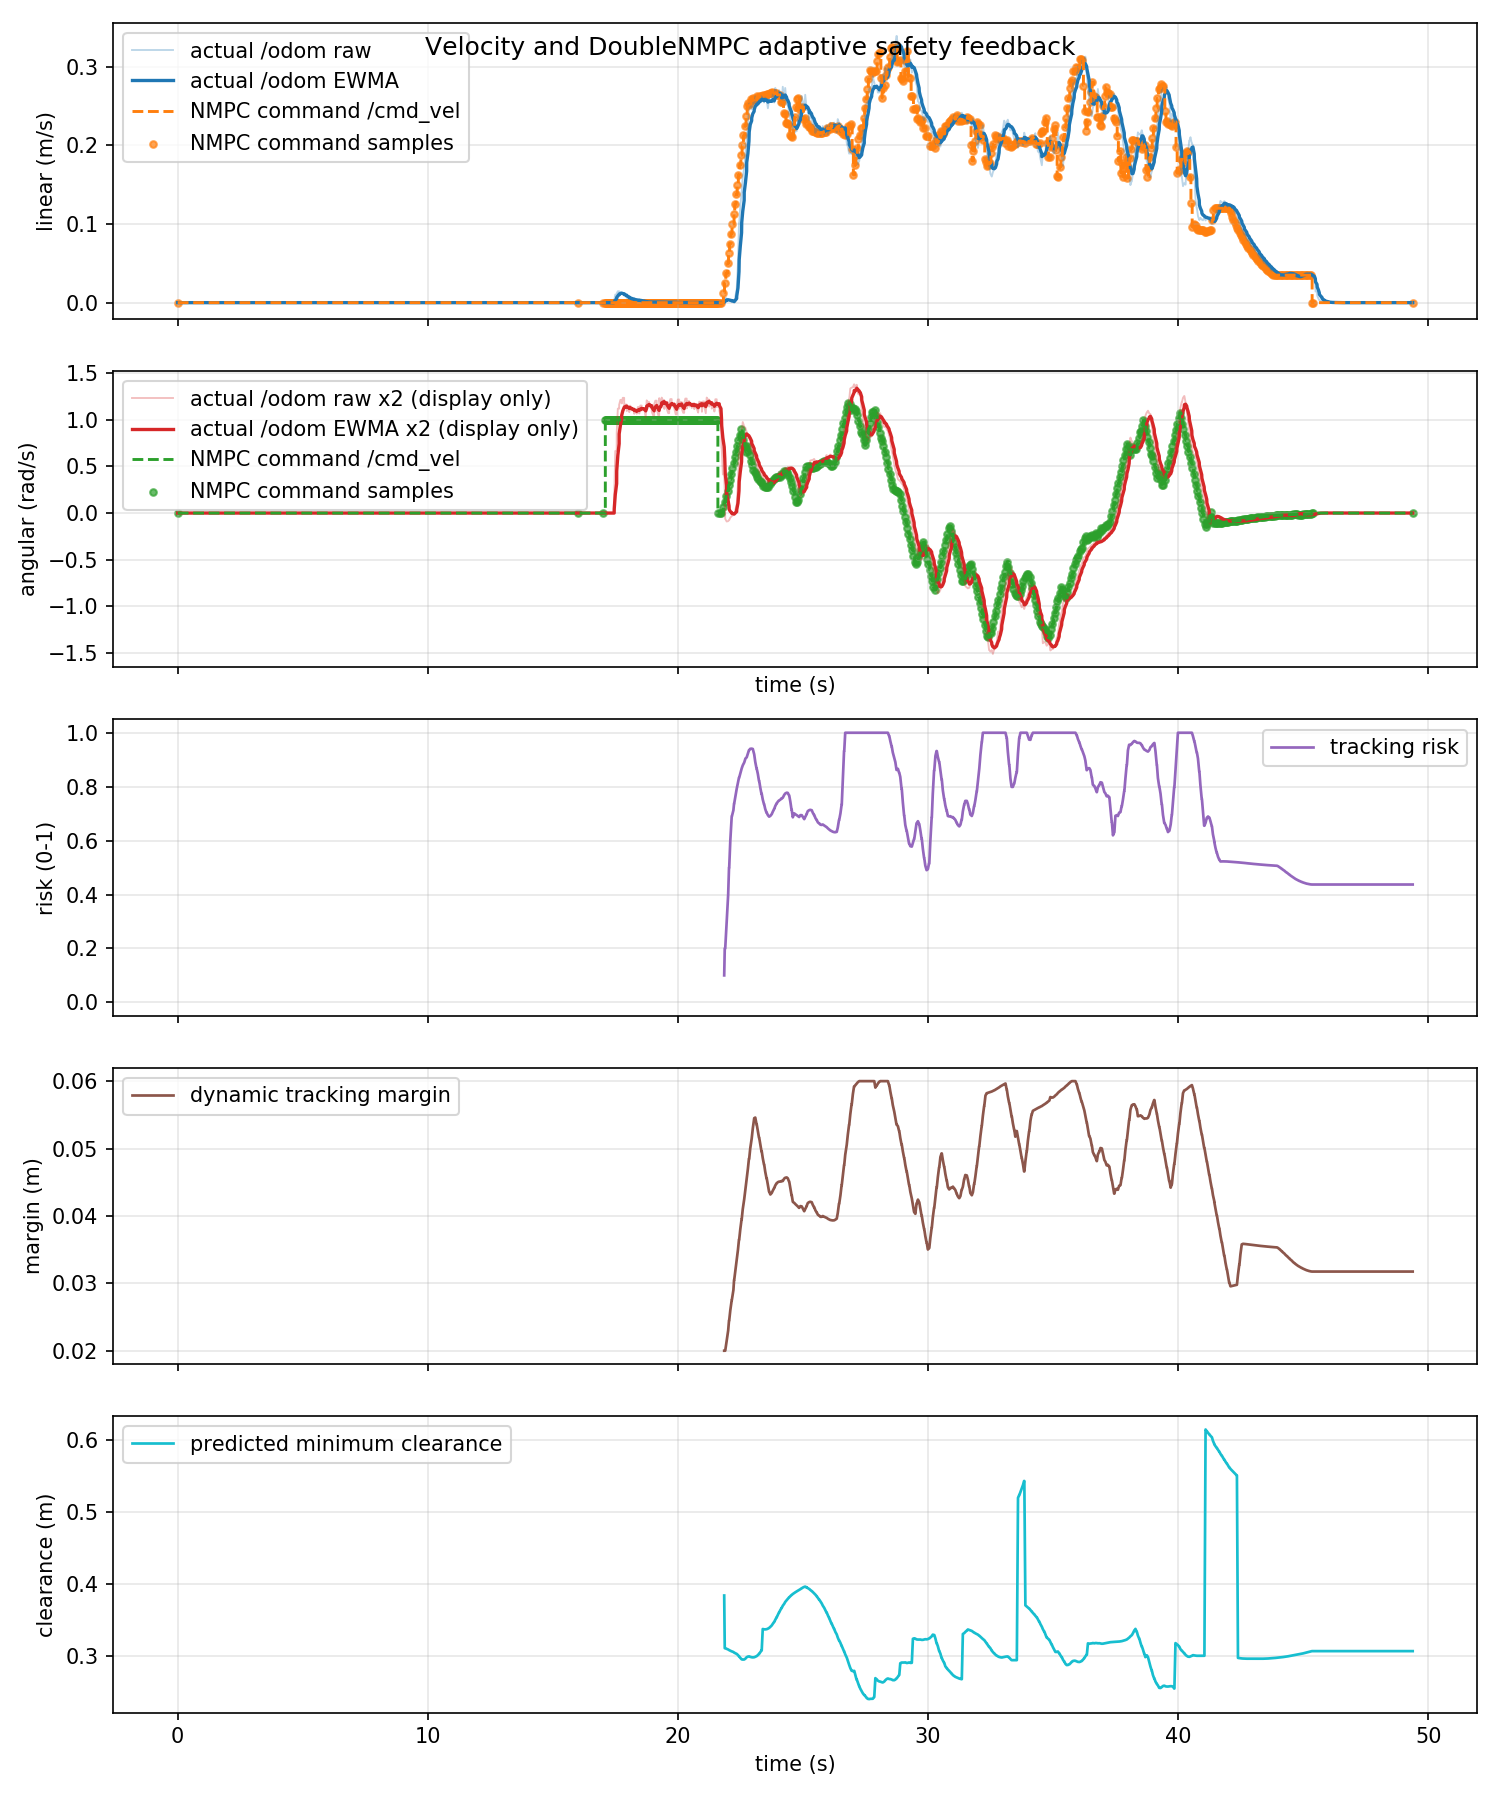 Velocity and DoubleNMPC adaptive safety feedback
actual /odom raw
actual /odom EWMA
NMPC command /cmd_vel
NMPC command samples
linear (m/s)
0.3
0.2
0.1
0.0
actual /odom raw x2 (display only)
actual /odom EWMA x2 (display only)
NMPC command /cmd_vel
NMPC command samples
angular (rad/s)
1.5
1.0
0.5
0.0
−0.5
−1.0
−1.5
time (s)
tracking risk
risk (0-1)
1.0
0.8
0.6
0.4
0.2
0.0
dynamic tracking margin
margin (m)
0.06
0.05
0.04
0.03
0.02
predicted minimum clearance
clearance (m)
0.6
0.5
0.4
0.3
0 10 20 30 40 50
time (s)